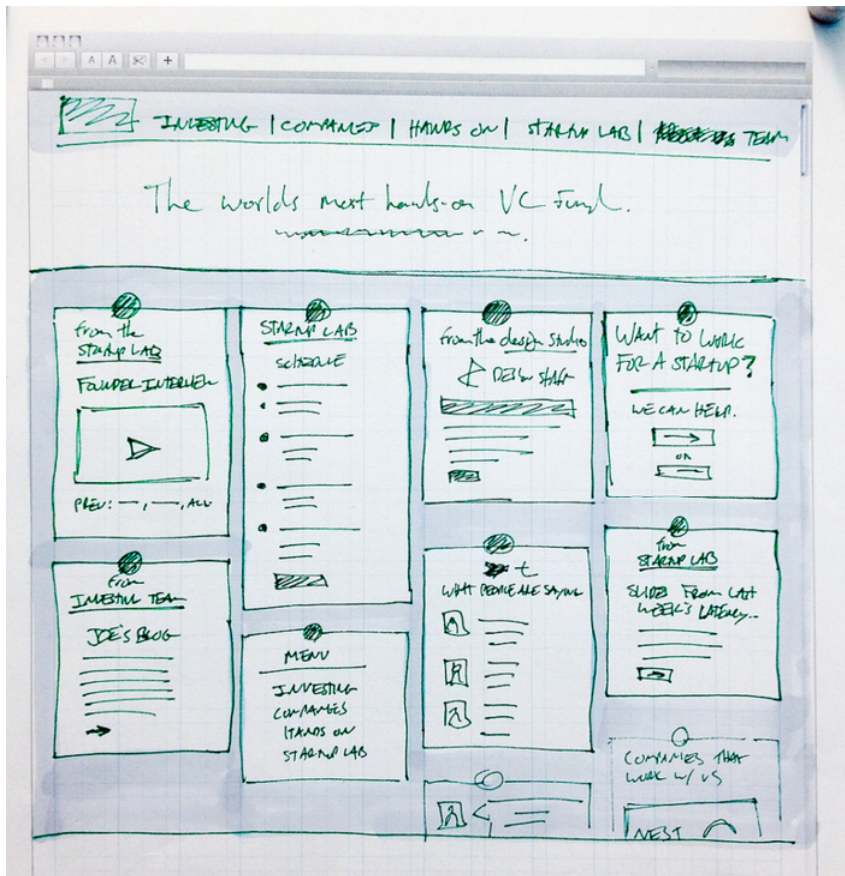 A A +
INVESTING | COMPANIES | HANDS ON | STARTUP LAB | TEAM
The worlds most hands-on VC Fund.
from the
STARTUP LAB
FOUNDER INTERVIEW
PREV: —, —, ALL
from
INVESTING TEAM
JOE'S BLOG
STARTUP LAB
SCHEDULE
MENU
INVESTING
COMPANIES
HANDS ON
STARTUP LAB
from the design studio
DESIGN STAFF
t
WHAT PEOPLE ARE SAYING
WANT TO WORK
FOR A STARTUP?
WE CAN HELP.
OR
from
STARTUP LAB
SLIDES FROM LAST
WEEK'S
COMPANIES THAT
WORK W/ US
NEST